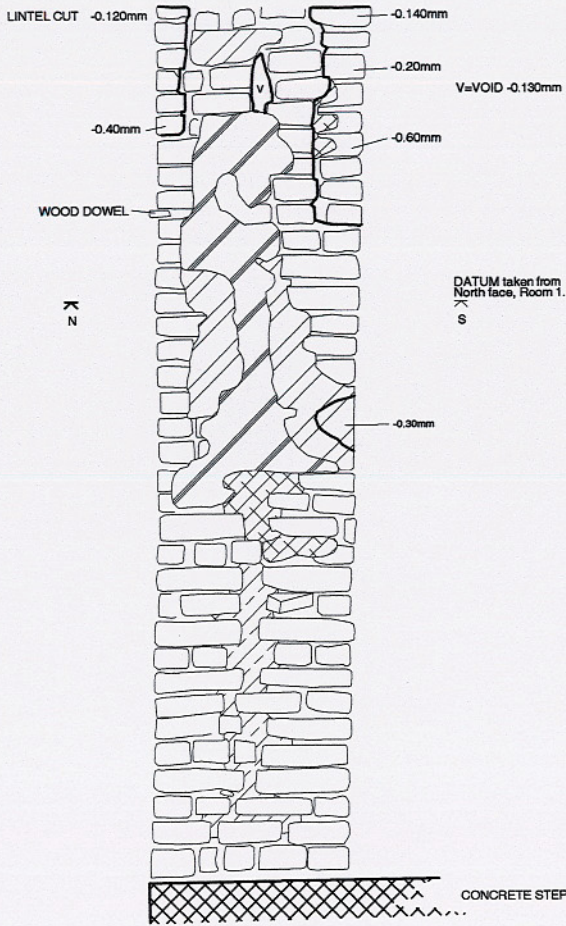 LINTEL CUT -0.120mm
-0.140mm
-0.20mm
V
V=VOID -0.130mm
-0.40mm
-0.60mm
WOOD DOWEL
DATUM taken from
North face, Room 1.
N
S
-0.30mm
CONCRETE STEP